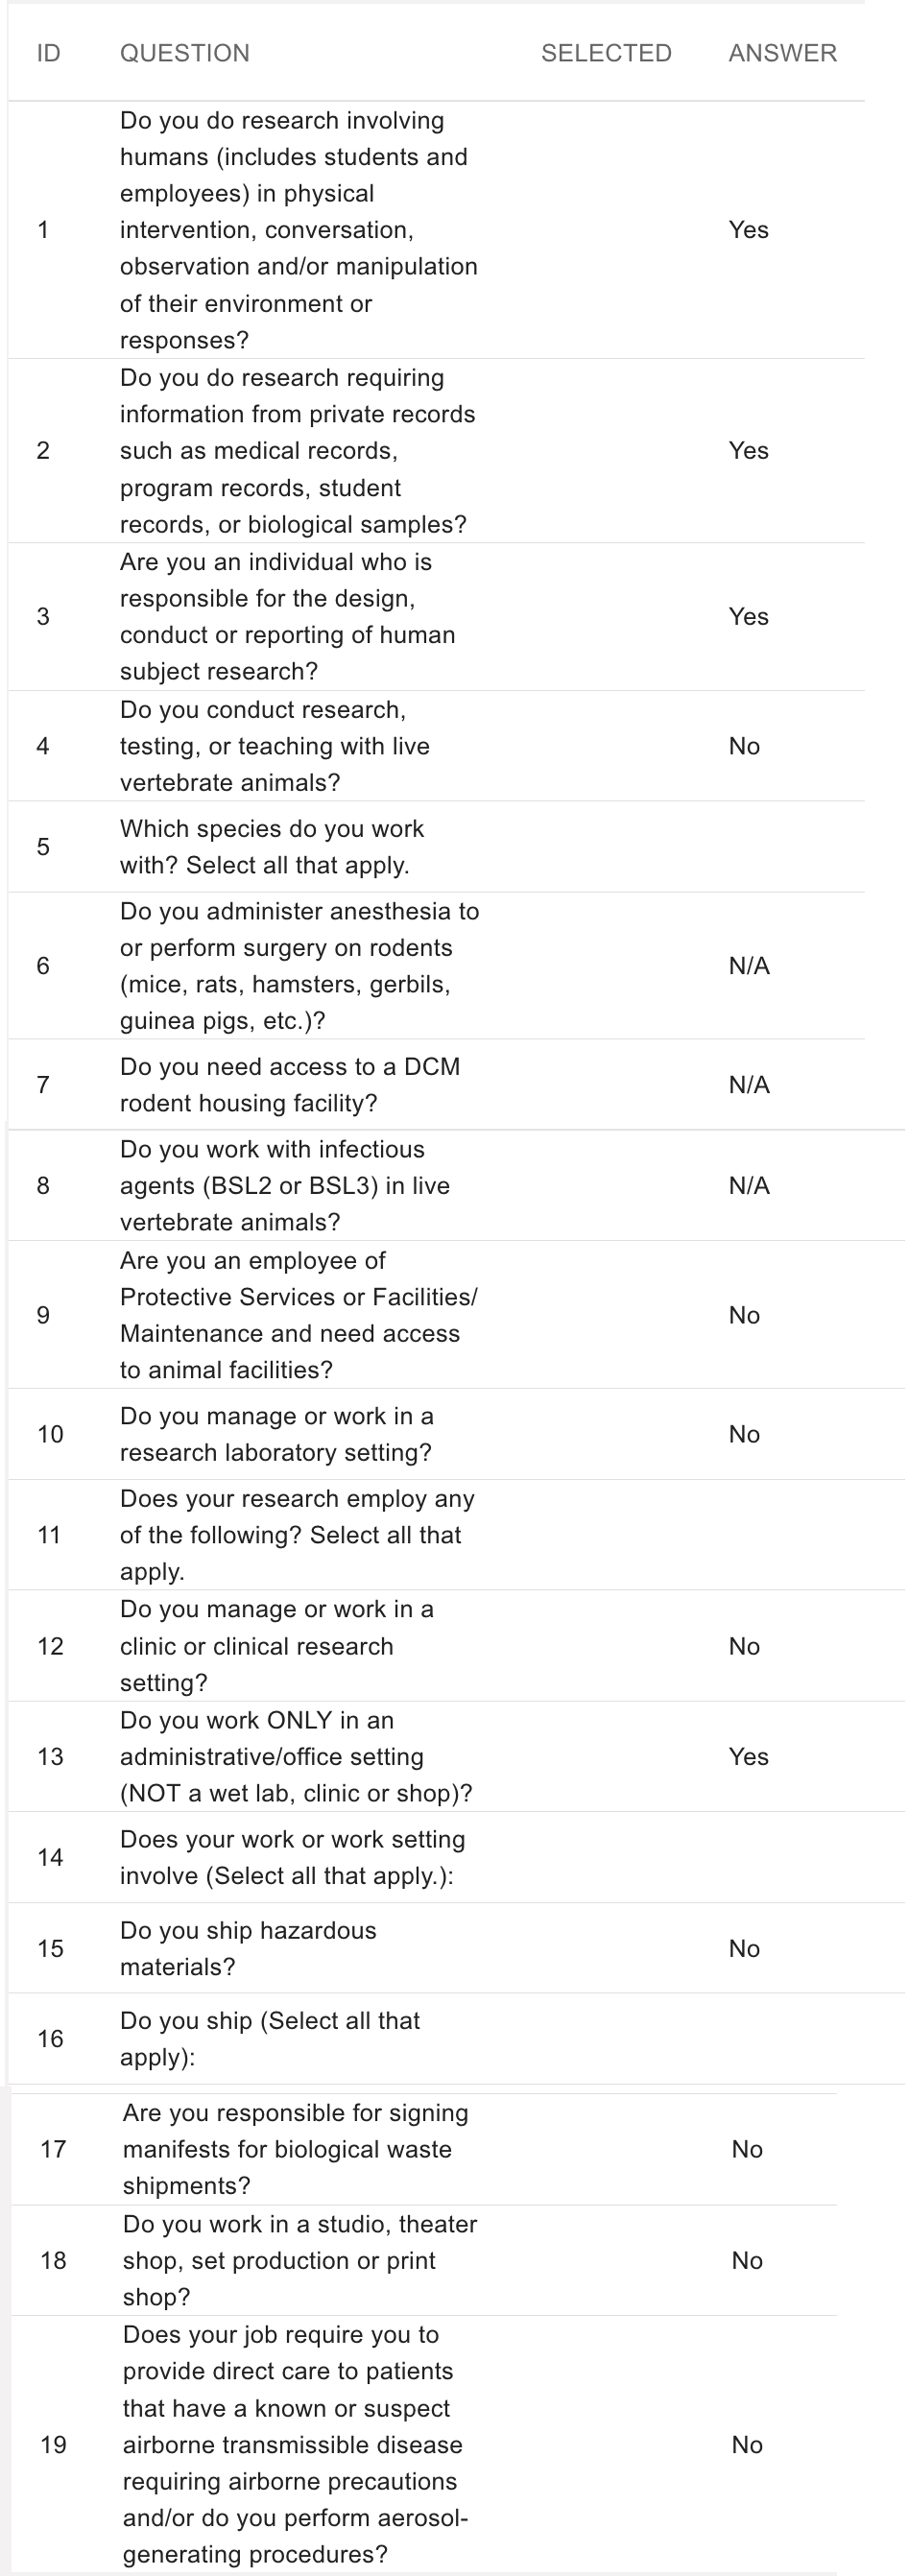 ID QUESTION SELECTED ANSWER
Do you do research involving
humans (includes students and
employees) in physical
1 intervention, conversation, Yes
observation and/or manipulation
of their environment or
responses?
Do you do research requiring
information from private records
2 such as medical records, Yes
program records, student
records, or biological samples?
Are you an individual who is
responsible for the design,
3 conduct or reporting of human Yes
subject research?
Do you conduct research,
4 testing, or teaching with live No
vertebrate animals?
Which species do you work
5 with? Select all that apply.
Do you administer anesthesia to
or perform surgery on rodents
6 (mice, rats, hamsters, gerbils, N/A
guinea pigs, etc.)?
Do you need access to a DCM
7 rodent housing facility? N/A
Do you work with infectious
8 agents (BSL2 or BSL3) in live N/A
vertebrate animals?
Are you an employee of
Protective Services or Facilities/
9 Maintenance and need access No
to animal facilities?
Do you manage or work in a
10 research laboratory setting? No
Does your research employ any
11 of the following? Select all that
apply.
Do you manage or work in a
12 clinic or clinical research No
setting?
Do you work ONLY in an
13 administrative/office setting Yes
(NOT a wet lab, clinic or shop)?
Does your work or work setting
14 involve (Select all that apply.):
Do you ship hazardous
15 materials? No
Do you ship (Select all that
16 apply):
Are you responsible for signing
17 manifests for biological waste No
shipments?
Do you work in a studio, theater
18 shop, set production or print No
shop?
Does your job require you to
provide direct care to patients
that have a known or suspect
19 airborne transmissible disease No
requiring airborne precautions
and/or do you perform aerosol-
generating procedures?